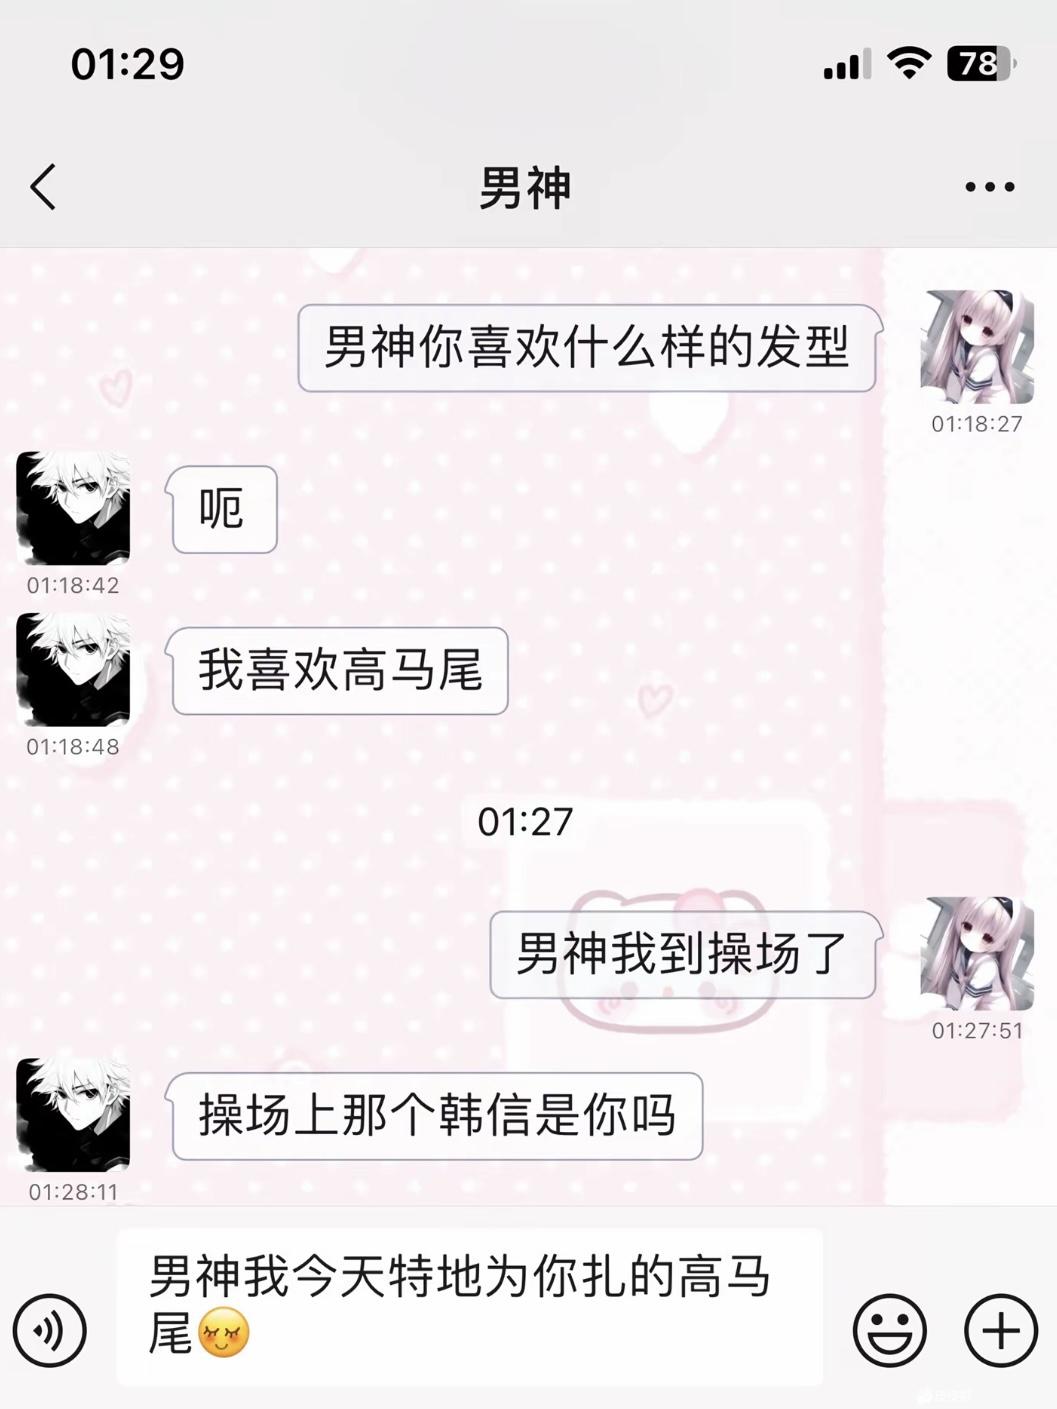 01:29
78
男神
男神你喜欢什么样的发型
01:18:27
呃
01:18:42
我喜欢高马尾
01:18:48
01:27
男神我到操场了
01:27:51
操场上那个韩信是你吗
01:28:11
男神我今天特地为你扎的高马
尾